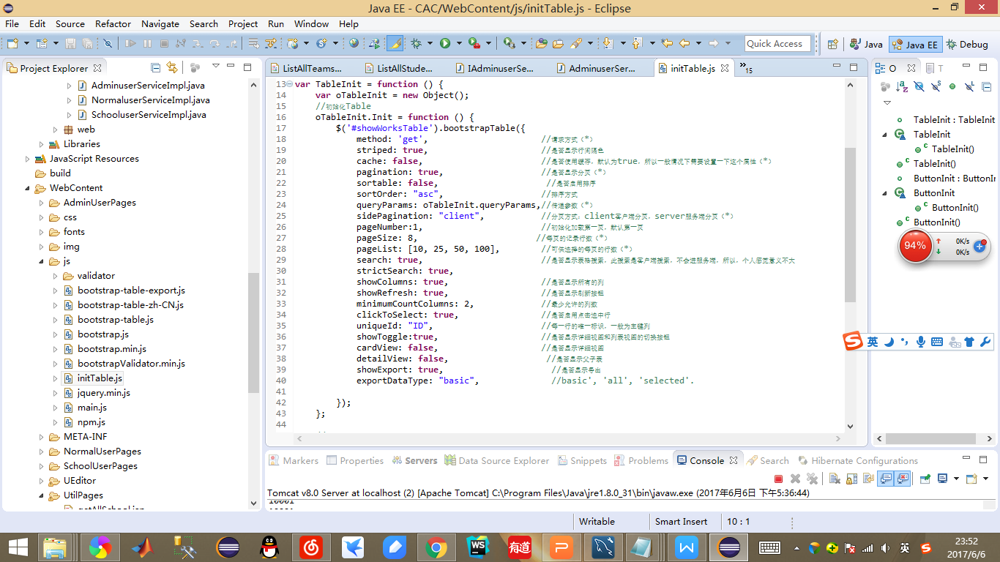 Java EE - CAC/WebContent/js/initTable.js - Eclipse
File Edit Source Refactor Navigate Search Project Run Window Help
Quick Access
Java
Java EE
Debug
Project Explorer
AdminuserServiceImpl.java
NormaluserServiceImpl.java
SchooluserServiceImpl.java
web
Libraries
JavaScript Resources
build
WebContent
AdminUserPages
css
fonts
img
js
validator
bootstrap-table-export.js
bootstrap-table-zh-CN.js
bootstrap-table.js
bootstrap.js
bootstrap.min.js
bootstrapValidator.min.js
initTable.js
jquery.min.js
main.js
npm.js
META-INF
NormalUserPages
SchoolUserPages
UEditor
UtilPages
getAllSchool.jsp
ListAllTeams...
ListAllStude...
IAdminuserSe...
AdminuserSer...
initTable.js
»15
13 var TableInit = function () {
14 var oTableInit = new Object();
15 //初始化Table
16 oTableInit.Init = function () {
17 $('#showWorksTable').bootstrapTable({
18 method: 'get', //请求方式（*）
19 striped: true, //是否显示行间隔色
20 cache: false, //是否使用缓存，默认为true，所以一般情况下需要设置一下这个属性（*）
21 pagination: true, //是否显示分页（*）
22 sortable: false, //是否启用排序
23 sortOrder: "asc", //排序方式
24 queryParams: oTableInit.queryParams,//传递参数（*）
25 sidePagination: "client", //分页方式：client客户端分页，server服务端分页（*）
26 pageNumber:1, //初始化加载第一页，默认第一页
27 pageSize: 8, //每页的记录行数（*）
28 pageList: [10, 25, 50, 100], //可供选择的每页的行数（*）
29 search: true, //是否显示表格搜索，此搜索是客户端搜索，不会进服务端，所以，个人感觉意义不大
30 strictSearch: true,
31 showColumns: true, //是否显示所有的列
32 showRefresh: true, //是否显示刷新按钮
33 minimumCountColumns: 2, //最少允许的列数
34 clickToSelect: true, //是否启用点击选中行
35 uniqueId: "ID", //每一行的唯一标识，一般为主键列
36 showToggle:true, //是否显示详细视图和列表视图的切换按钮
37 cardView: false, //是否显示详细视图
38 detailView: false, //是否显示父子表
39 showExport: true, //是否显示导出
40 exportDataType: "basic", //basic', 'all', 'selected'.
41
42 });
43 };
44
O
T
TableInit : TableInit
TableInit
TableInit()
TableInit()
ButtonInit : ButtonIn
ButtonInit
ButtonInit()
ButtonInit()
94%
0K/s
0K/s
英
Markers Properties Servers Data Source Explorer Snippets Problems Console Search Hibernate Configurations
Tomcat v8.0 Server at localhost (2) [Apache Tomcat] C:\Program Files\Java\jre1.8.0_31\bin\javaw.exe (2017年6月6日 下午5:36:44)
10001
Writable
Smart Insert
10 : 1
WS
有道
P
W
英
23:52
2017/6/6